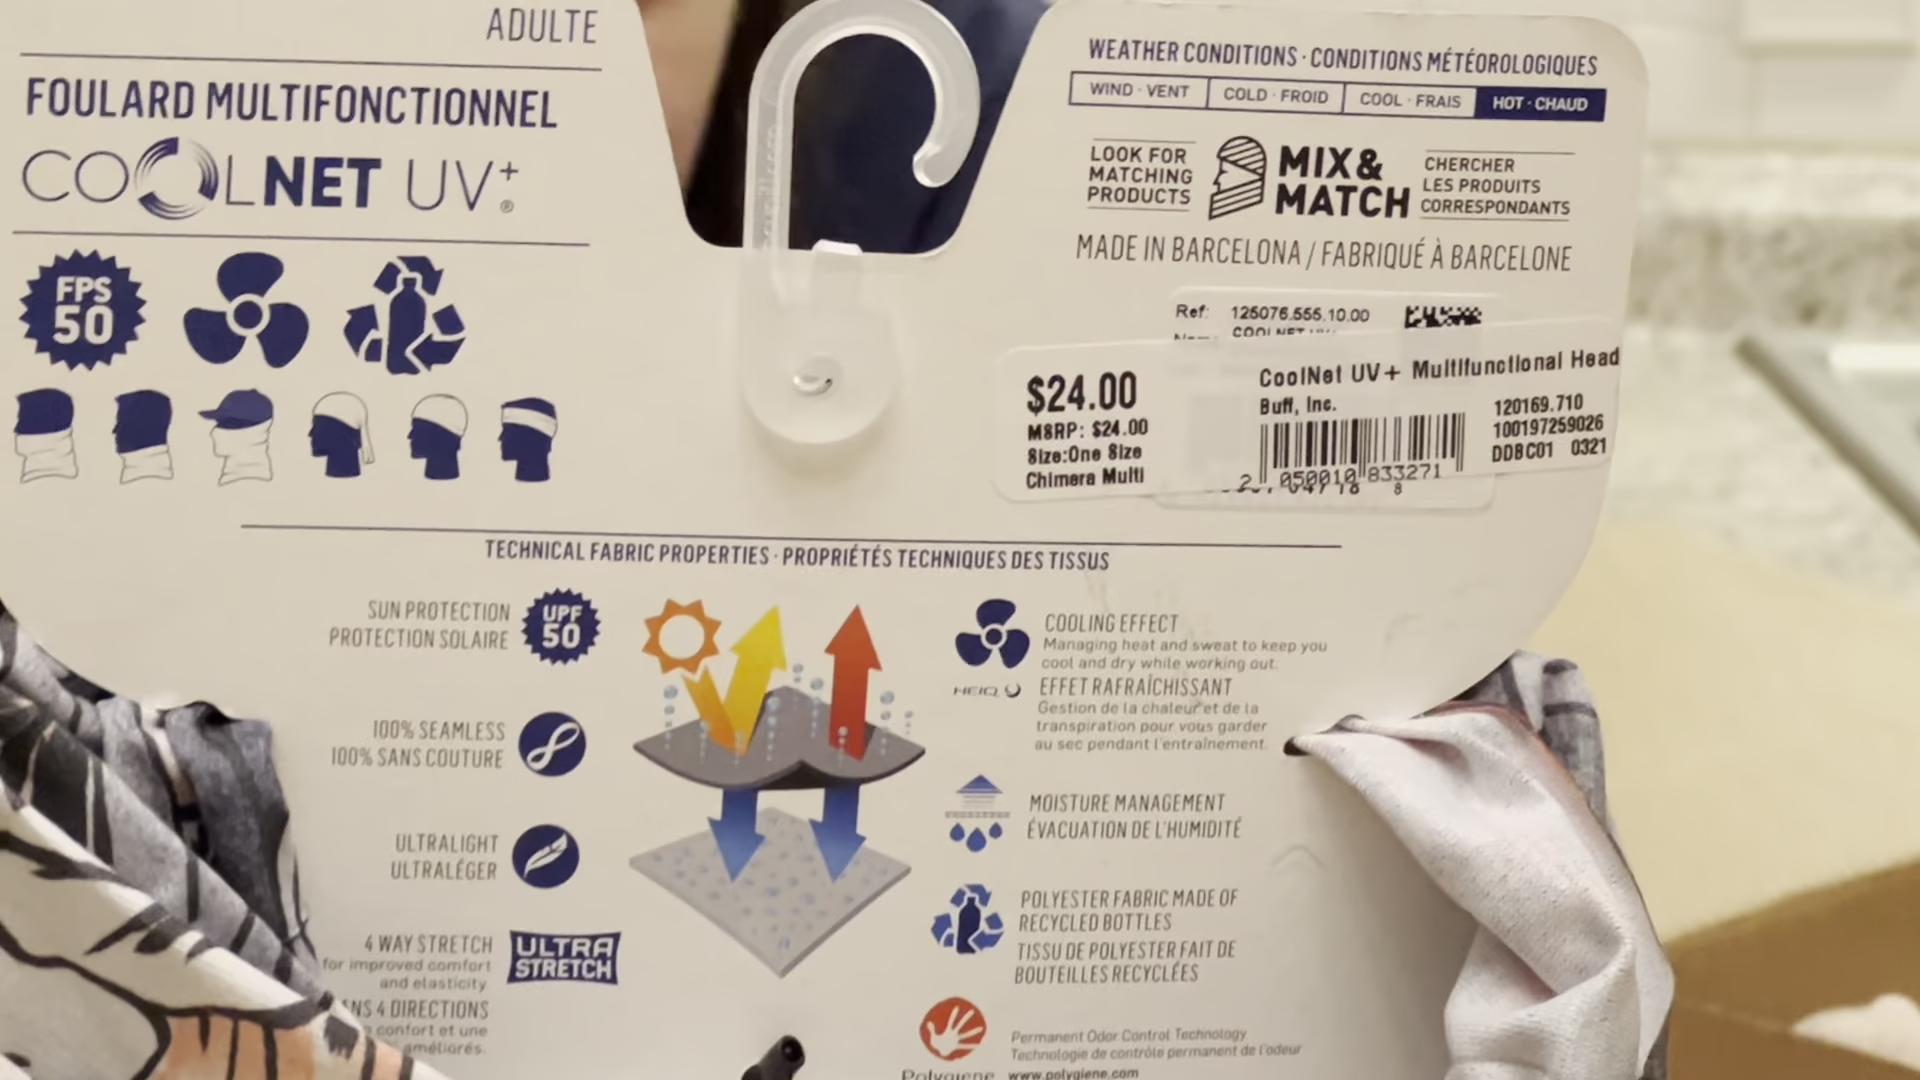 ADULTE
FOULARD MULTIFONCTIONNEL
COOLNET UV+®
FPS
50
WEATHER CONDITIONS · CONDITIONS MÉTÉOROLOGIQUES
WIND · VENT
COLD · FROID
COOL · FRAIS
HOT · CHAUD
LOOK FOR
MATCHING
PRODUCTS
MIX &
MATCH
CHERCHER
LES PRODUITS
CORRESPONDANTS
MADE IN BARCELONA / FABRIQUÉ À BARCELONE
Ref: 125076.555.10.00
$24.00
MSRP: $24.00
Size:One Size
Chimera Multi
CoolNet UV+ Multifunctional Head
Buff, Inc.
120169.710
100197259026
DDBC01 0321
2 050010 833271
8
TECHNICAL FABRIC PROPERTIES · PROPRIÉTÉS TECHNIQUES DES TISSUS
SUN PROTECTION
PROTECTION SOLAIRE
UPF
50
100% SEAMLESS
100% SANS COUTURE
ULTRALIGHT
ULTRALÉGER
4 WAY STRETCH
for improved comfort
and elasticity.
ULTRA
STRETCH
4 DIRECTIONS
confort et une
améliorés.
COOLING EFFECT
Managing heat and sweat to keep you
cool and dry while working out.
HEIQ
EFFET RAFRAÎCHISSANT
Gestion de la chaleur et de la
transpiration pour vous garder
au sec pendant l'entraînement.
MOISTURE MANAGEMENT
ÉVACUATION DE L'HUMIDITÉ
POLYESTER FABRIC MADE OF
RECYCLED BOTTLES
TISSU DE POLYESTER FAIT DE
BOUTEILLES RECYCLÉES
Permanent Odor Control Technology
Technologie de contrôle permanent de l'odeur
Polygiene www.polygiene.com